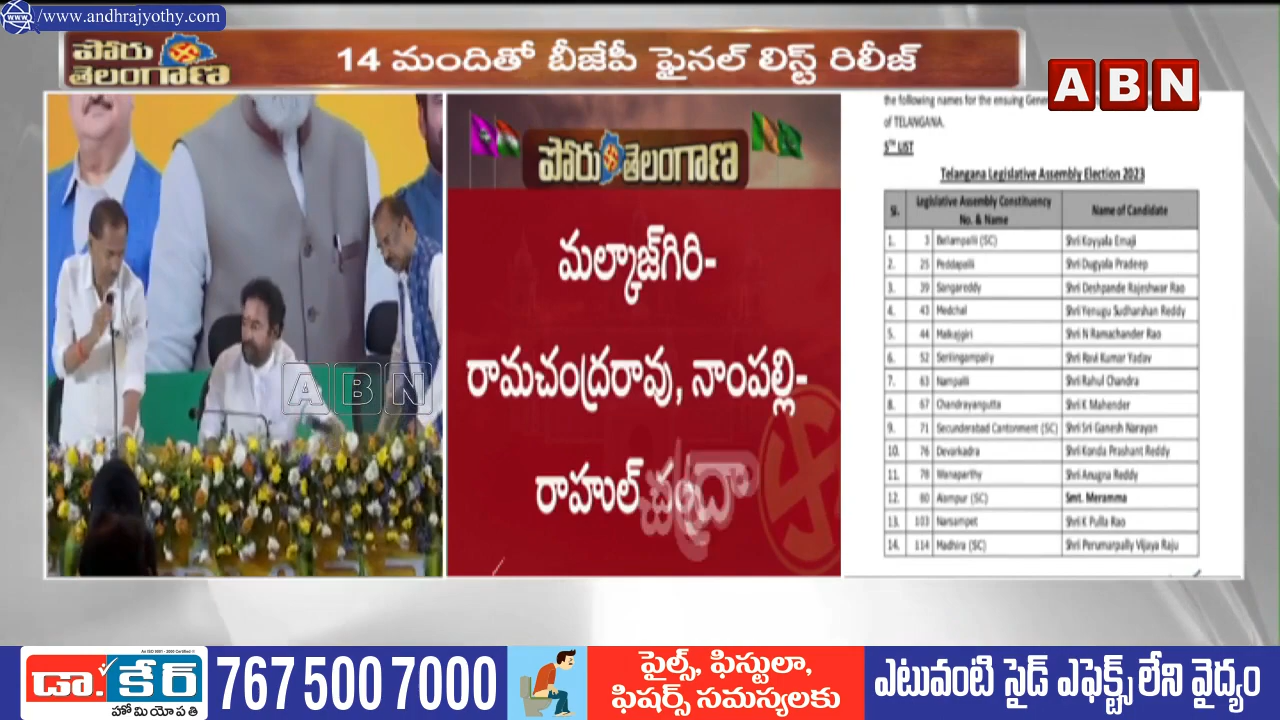 www.andhrajyothy.com
పోరు తెలంగాణ
14 మందితో బీజేపీ ఫైనల్ లిస్ట్ రిలీజ్
ABN
పోరు తెలంగాణ
మల్కాజ్‌గిరి-
రామచంద్రరావు, నాంపల్లి-
రాహుల్ చంద్రా
ABN
the following names for the ensuing
of TELANGANA.
5TH LIST
Telangana Legislative Assembly Election 2023
Sl. Legislative Assembly Constituency No. & Name Name of Candidate
1. 3 Bellampalli (SC) Shri Koyyala Emaji
2. 25 Peddapalli Shri Dugyala Pradeep
3. 39 Sangareddy Shri Deshpande Rajeshwar Rao
4. 43 Medchal Shri Yenugu Sudharshan Reddy
5. 44 Malkajgiri Shri N Ramachander Rao
6. 52 Serilingampally Shri Ravi Kumar Yadav
7. 63 Nampalli Shri Rahul Chandra
8. 67 Chandrayangutta Shri K Mahender
9. 71 Secunderabad Cantonment (SC) Shri Sri Ganesh Narayan
10. 76 Devarkadra Shri Konda Prashant Reddy
11. 78 Wanaparthy Shri Anugna Reddy
12. 80 Alampur (SC) Smt. Meramma
13. 103 Narsampet Shri K Pulla Rao
14. 114 Madhira (SC) Shri Perumarpally Vijaya Raju
డా.కేర్
హోమియోపతి
767 500 7000
పైల్స్, ఫిస్టులా,
ఫిషర్స్ సమస్యలకు
ఎటువంటి సైడ్ ఎఫెక్ట్స్ లేని వైద్యం